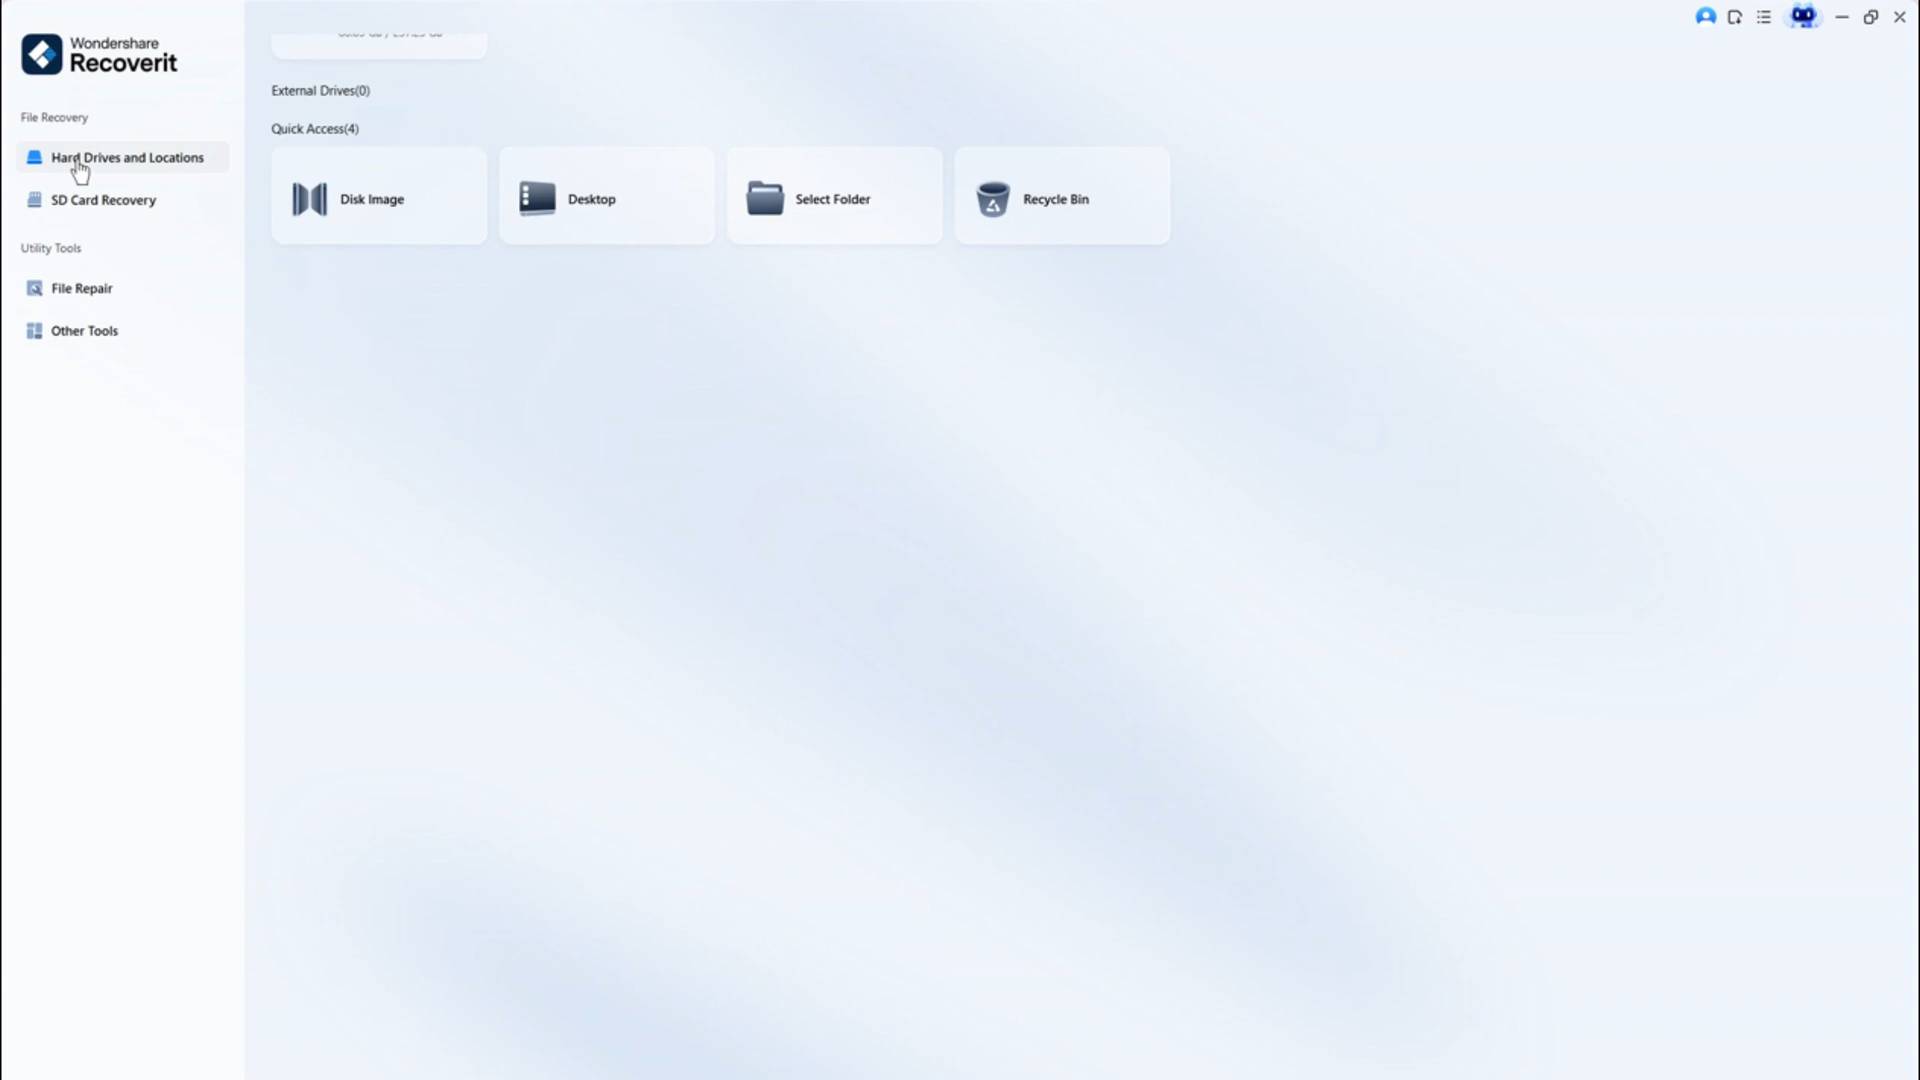 Wondershare
Recoverit
File Recovery
Hard Drives and Locations
SD Card Recovery
Utility Tools
File Repair
Other Tools
External Drives(0)
Quick Access(4)
Disk Image
Desktop
Select Folder
Recycle Bin